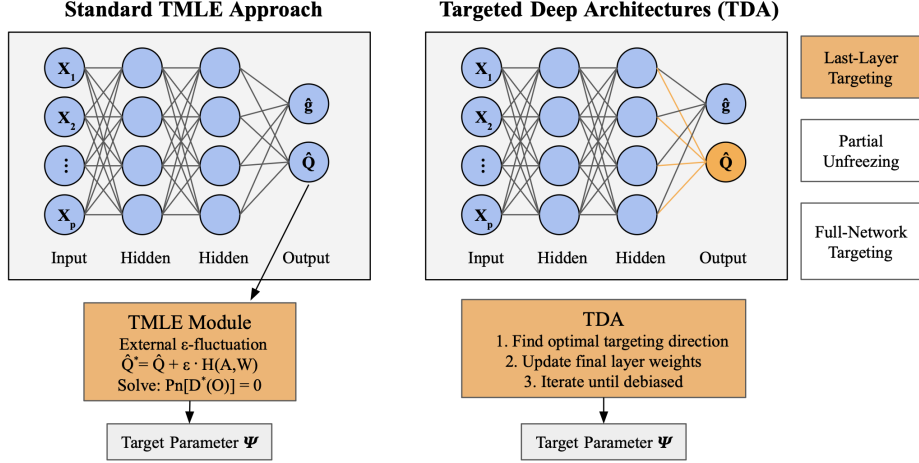 Standard TMLE Approach
X1
X2
⋮
Xp
ĝ
Q̂
Input Hidden Hidden Output
TMLE Module
External ε-fluctuation
Q̂*= Q̂ + ε · H(A,W)
Solve: Pn[D*(O)] = 0
Target Parameter Ψ
Targeted Deep Architectures (TDA)
X1
X2
⋮
Xp
ĝ
Q̂
Input Hidden Hidden Output
TDA
1. Find optimal targeting direction
2. Update final layer weights
3. Iterate until debiased
Target Parameter Ψ
Last-Layer
Targeting
Partial
Unfreezing
Full-Network
Targeting